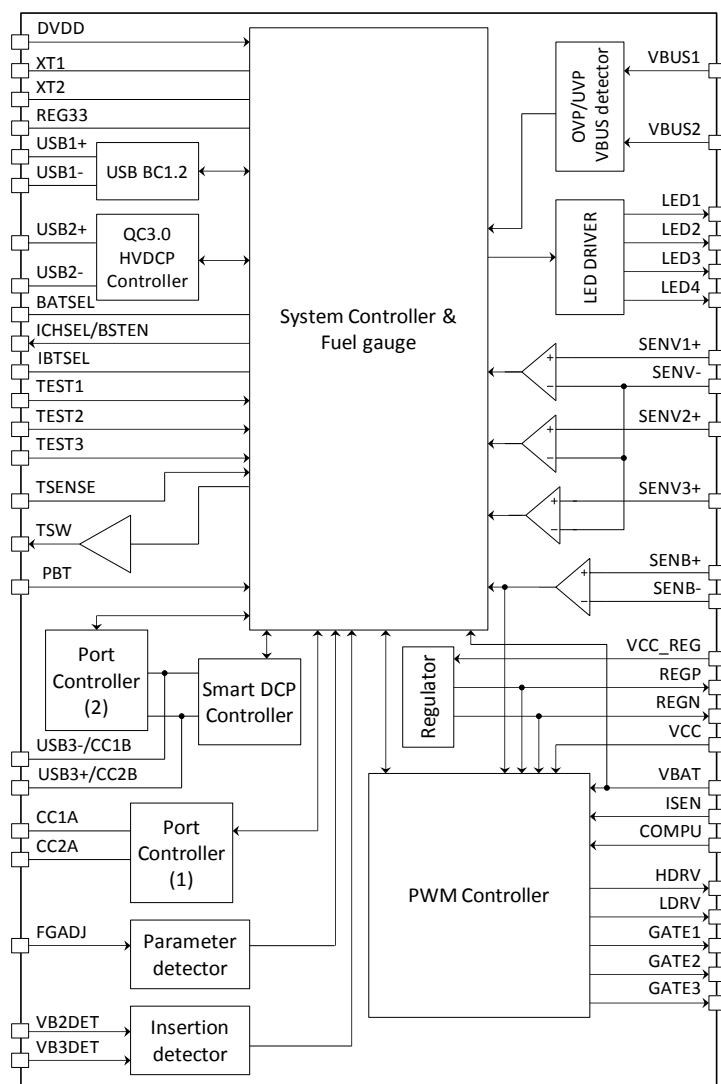 DVDD
XT1
XT2
REG33
USB1+
USB1-
USB BC1.2
USB2+
USB2-
QC3.0
HVDCP
Controller
BATSEL
ICHSEL/BSTEN
IBTSEL
TEST1
TEST2
TEST3
TSENSE
TSW
PBT
System Controller &
Fuel gauge
OVP/UVP
VBUS detector
VBUS1
VBUS2
LED DRIVER
LED1
LED2
LED3
LED4
SENV1+
SENV-
+
−
SENV2+
+
−
SENV3+
+
−
SENB+
SENB-
+
−
Port
Controller
(2)
Smart DCP
Controller
USB3-/CC1B
USB3+/CC2B
CC1A
CC2A
Port
Controller
(1)
FGADJ
Parameter
detector
VB2DET
VB3DET
Insertion
detector
Regulator
VCC_REG
REGP
REGN
VCC
VBAT
ISEN
COMPU
PWM Controller
HDRV
LDRV
GATE1
GATE2
GATE3